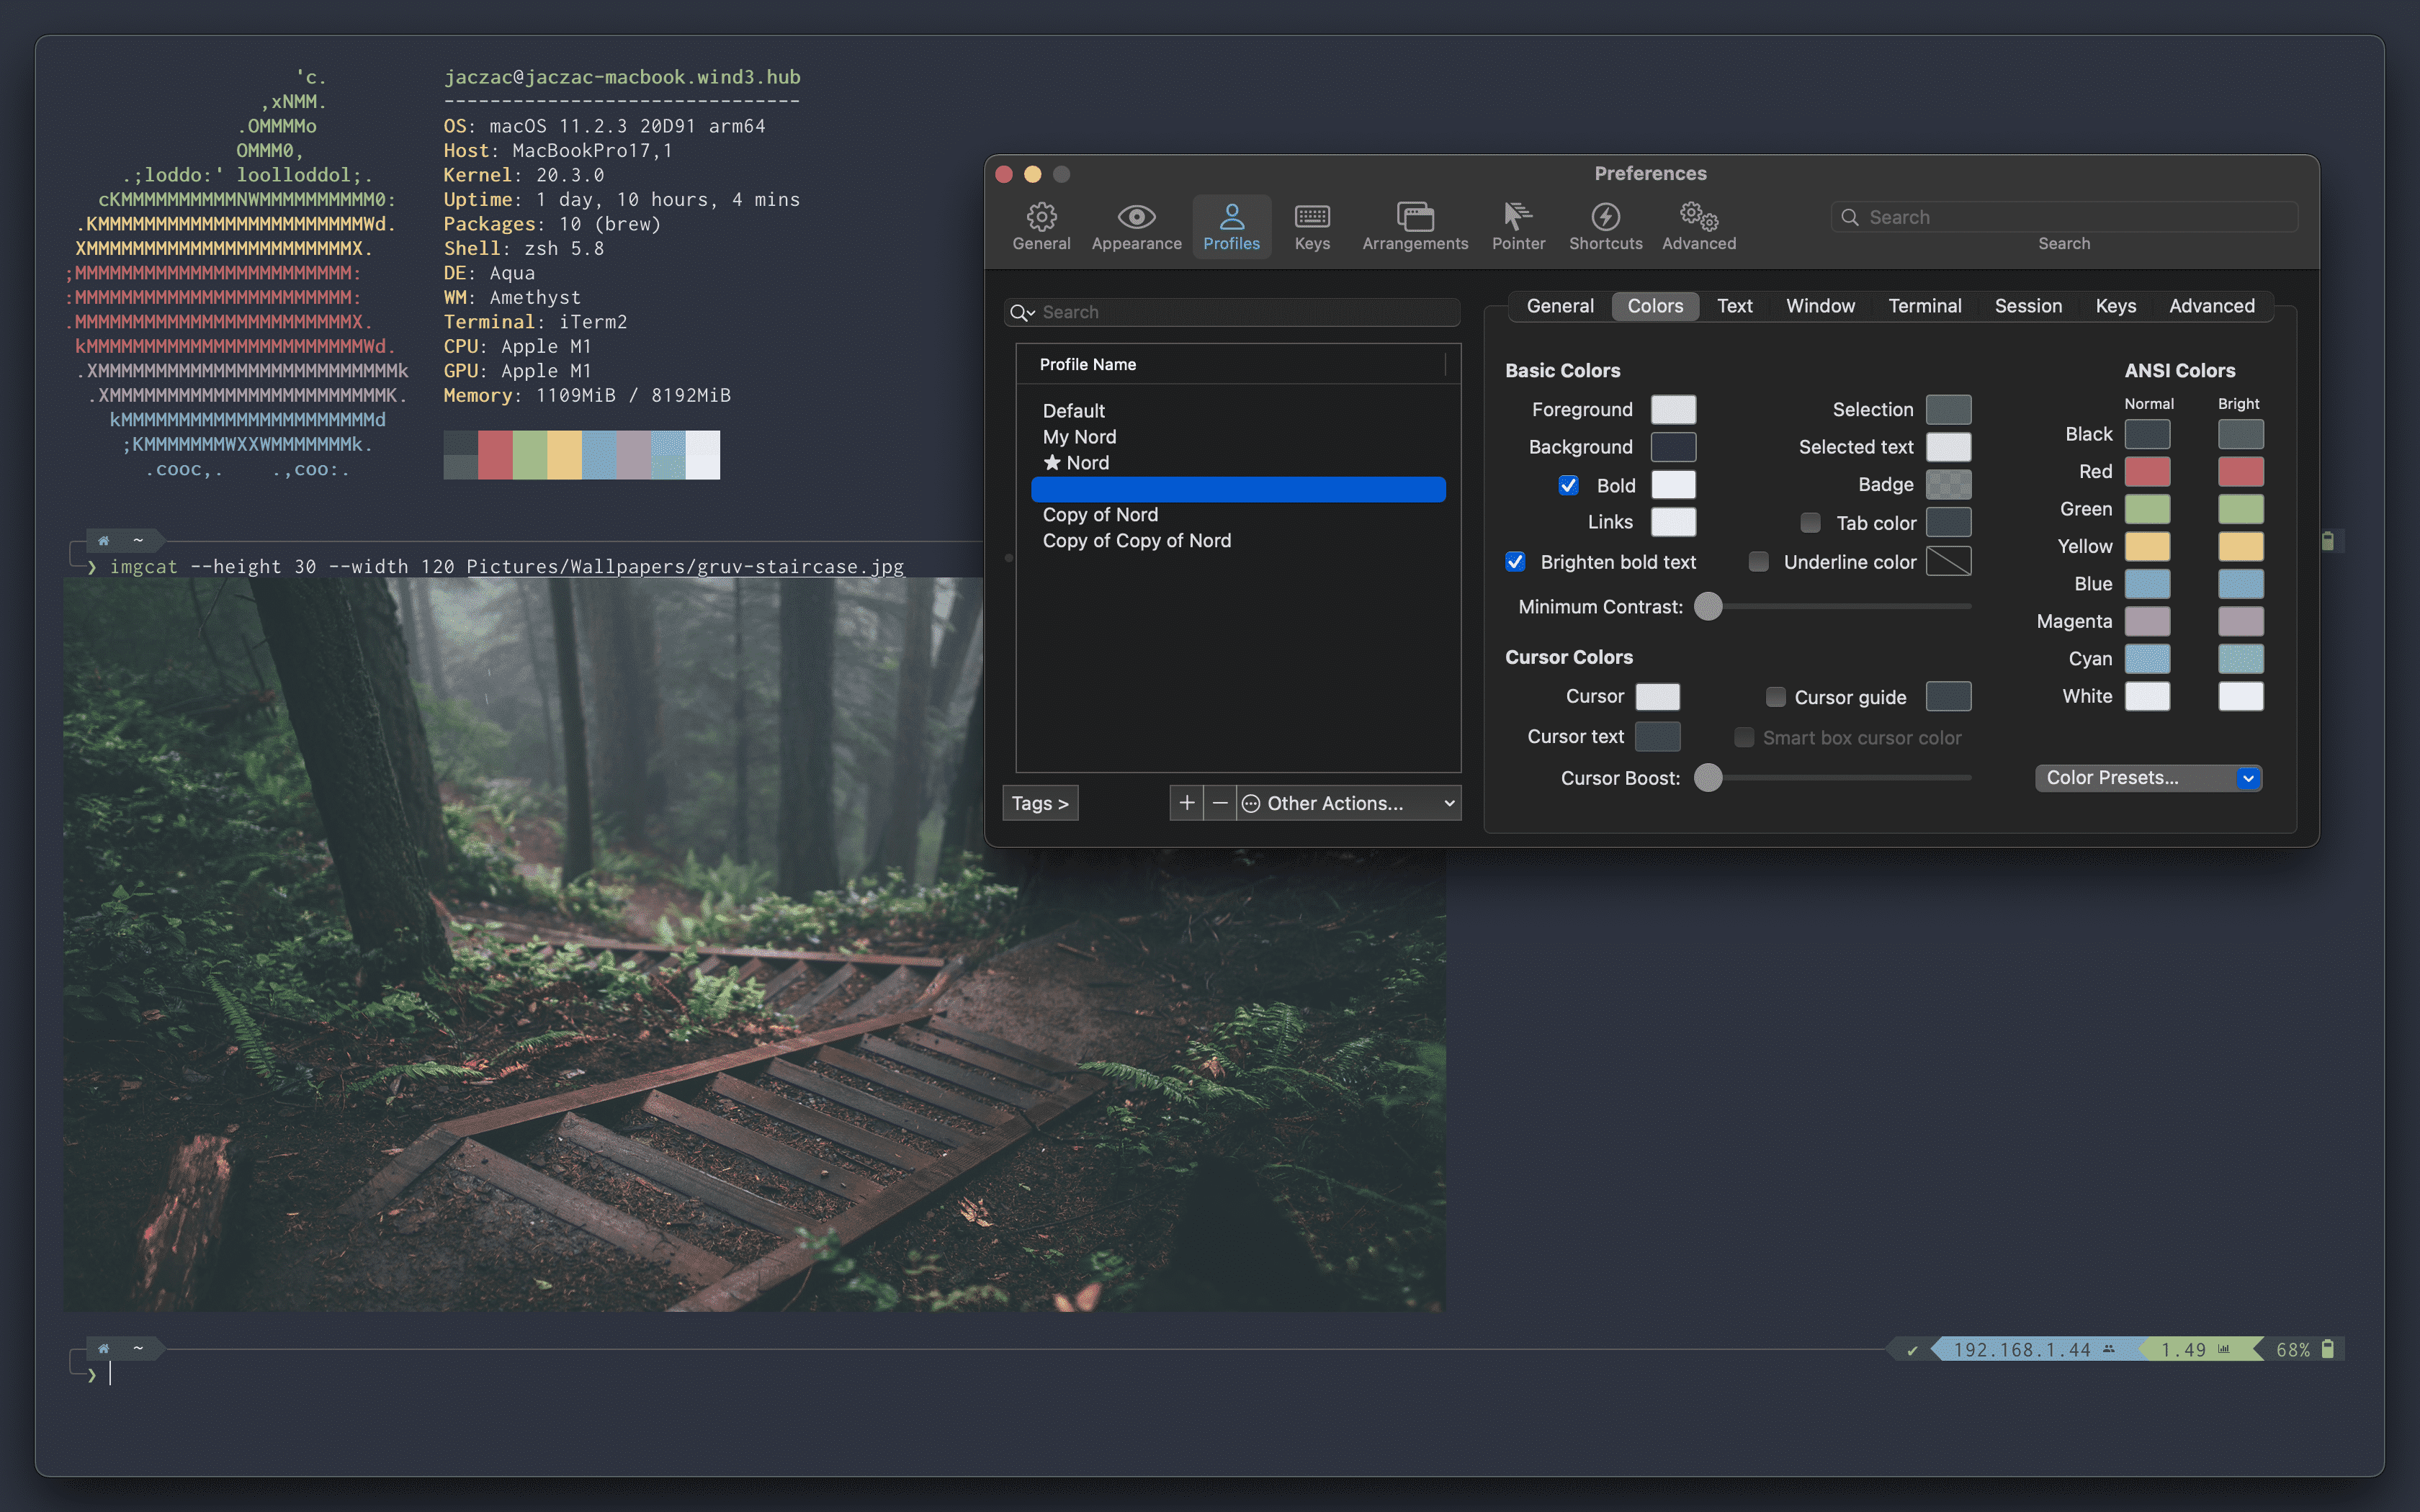 'c.
,xNMM.
.OMMMMo
OMMM0,
.;loddo:' loolloddol;.
cKMMMMMMMMMMNWMMMMMMMMMM0:
.KMMMMMMMMMMMMMMMMMMMMMMMWd.
XMMMMMMMMMMMMMMMMMMMMMMMX.
;MMMMMMMMMMMMMMMMMMMMMMMM:
:MMMMMMMMMMMMMMMMMMMMMMMM:
.MMMMMMMMMMMMMMMMMMMMMMMMX.
kMMMMMMMMMMMMMMMMMMMMMMMMWd.
.XMMMMMMMMMMMMMMMMMMMMMMMMMMk
.XMMMMMMMMMMMMMMMMMMMMMMMMK.
kMMMMMMMMMMMMMMMMMMMMMMd
;KMMMMMMMWXXWMMMMMMMk.
.cooc,. .,coo:.
jaczac@jaczac-macbook.wind3.hub
-------------------------------
OS: macOS 11.2.3 20D91 arm64
Host: MacBookPro17,1
Kernel: 20.3.0
Uptime: 1 day, 10 hours, 4 mins
Packages: 10 (brew)
Shell: zsh 5.8
DE: Aqua
WM: Amethyst
Terminal: iTerm2
CPU: Apple M1
GPU: Apple M1
Memory: 1109MiB / 8192MiB
~
❯ imgcat --height 30 --width 120 Pictures/Wallpapers/gruv-staircase.jpg
Preferences
General Appearance Profiles Keys Arrangements Pointer Shortcuts Advanced
Search
Search
Search
Profile Name
Default
My Nord
★ Nord
Copy of Nord
Copy of Copy of Nord
Tags >
+ − Other Actions...
General Colors Text Window Terminal Session Keys Advanced
Basic Colors
Foreground
Background
Bold
Links
Brighten bold text
Selection
Selected text
Badge
Tab color
Underline color
Minimum Contrast:
Cursor Colors
Cursor
Cursor text
Cursor guide
Smart box cursor color
Cursor Boost:
ANSI Colors
Normal Bright
Black
Red
Green
Yellow
Blue
Magenta
Cyan
White
Color Presets...
~
❯
✔ 192.168.1.44 1.49 68%